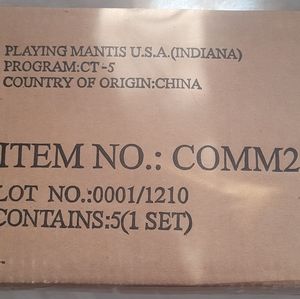 PLAYING MANTIS U.S.A.(INDIANA)
PROGRAM:CT-5
COUNTRY OF ORIGIN:CHINA
ITEM NO.: COMM2
LOT NO.:0001/1210
CONTAINS:5(1 SET)